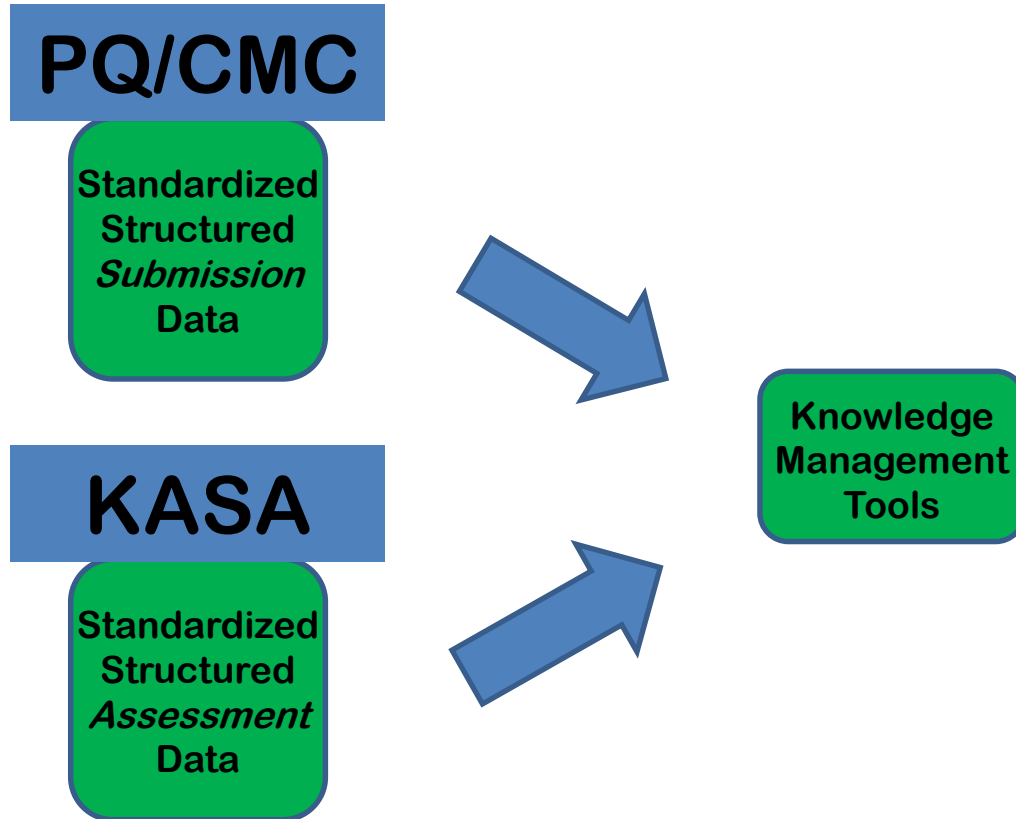 PQ/CMC
Standardized
Structured
Submission
Data
KASA
Standardized
Structured
Assessment
Data
Knowledge
Management
Tools